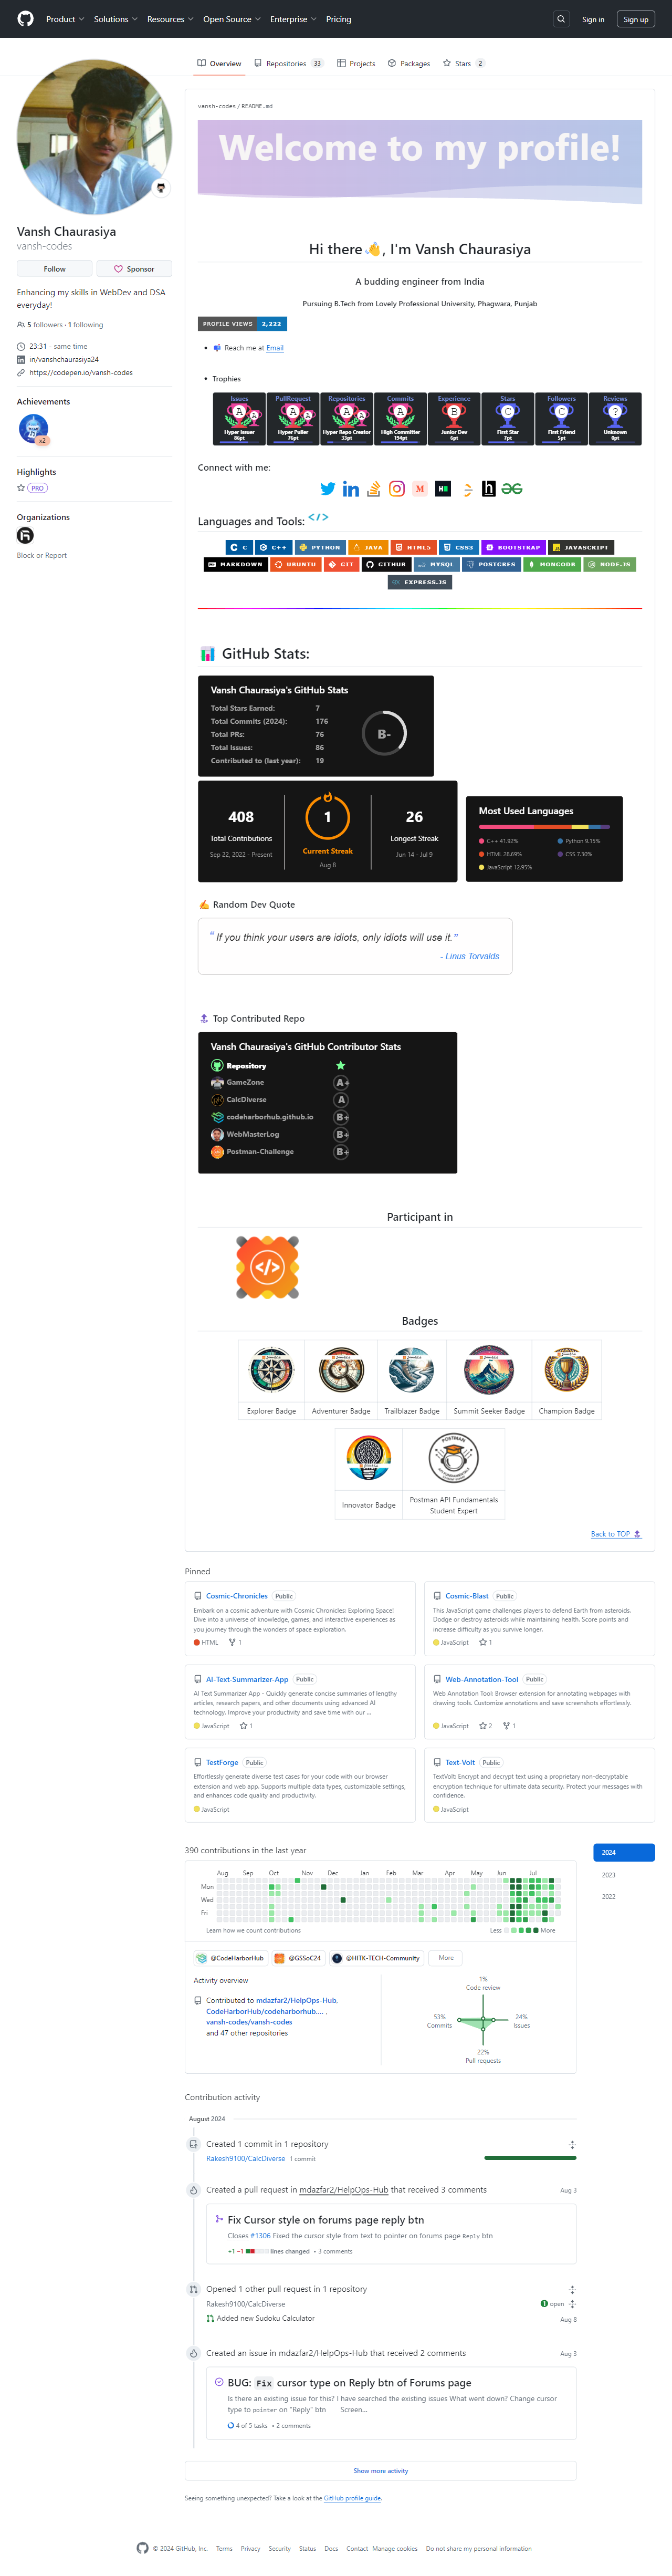 Product Solutions Resources Open Source Enterprise Pricing Sign in Sign up
Overview Repositories 33 Projects Packages Stars 2
Vansh Chaurasiya
vansh-codes
Follow Sponsor
Enhancing my skills in WebDev and DSA
everyday!
5 followers · 1 following
23:31 - same time
in/vanshchaurasiya24
https://codepen.io/vansh-codes
Achievements
x2
Highlights
PRO
Organizations
Block or Report
vansh-codes / README.md
Welcome to my profile!
Hi there 👋, I'm Vansh Chaurasiya
A budding engineer from India
Pursuing B.Tech from Lovely Professional University, Phagwara, Punjab
PROFILE VIEWS 2,222
Reach me at Email
Trophies
Issues PullRequest Repositories Commits Experience Stars Followers Reviews
A A A A B C C ?
Hyper Issuer Hyper Puller Hyper Repo Creator High Committer Junior Dev First Star First Friend Unknown
86pt 76pt 33pt 194pt 6pt 7pt 5pt 0pt
Connect with me:
Languages and Tools:
C C++ PYTHON JAVA HTML5 CSS3 BOOTSTRAP JAVASCRIPT
MARKDOWN UBUNTU GIT GITHUB MYSQL POSTGRES MONGODB NODE.JS
EXPRESS.JS
GitHub Stats:
Vansh Chaurasiya's GitHub Stats
Total Stars Earned: 7
Total Commits (2024): 176
Total PRs: 76
Total Issues: 86
Contributed to (last year): 19
B-
408 1 26
Total Contributions Current Streak Longest Streak
Sep 22, 2022 - Present Aug 8 Jun 14 - Jul 9
Most Used Languages
C++ 41.92% Python 9.15%
HTML 28.69% CSS 7.30%
JavaScript 12.95%
Random Dev Quote
“ If you think your users are idiots, only idiots will use it.”
- Linus Torvalds
Top Contributed Repo
Vansh Chaurasiya's GitHub Contributor Stats
Repository
GameZone A+
CalcDiverse A
codeharborhub.github.io B+
WebMasterLog B+
Postman-Challenge B+
Participant in
Badges
Explorer Badge Adventurer Badge Trailblazer Badge Summit Seeker Badge Champion Badge
POSTMAN
Innovator Badge
Postman API Fundamentals
Student Expert
Back to TOP
Pinned
Cosmic-Chronicles Public
Embark on a cosmic adventure with Cosmic Chronicles: Exploring Space!
Dive into a universe of knowledge, games, and interactive experiences as
you journey through the wonders of space exploration.
HTML 1
Cosmic-Blast Public
This JavaScript game challenges players to defend Earth from asteroids.
Dodge or destroy asteroids while maintaining health. Score points and
increase difficulty as you survive longer.
JavaScript 1
AI-Text-Summarizer-App Public
AI Text Summarizer App - Quickly generate concise summaries of lengthy
articles, research papers, and other documents using advanced AI
technology. Improve your productivity and save time with our ...
JavaScript 1
Web-Annotation-Tool Public
Web Annotation Tool: Browser extension for annotating webpages with
drawing tools. Customize annotations and save screenshots effortlessly.
JavaScript 2 1
TestForge Public
Effortlessly generate diverse test cases for your code with our browser
extension and web app. Supports multiple data types, customizable settings,
and enhances code quality and productivity.
JavaScript
Text-Volt Public
TextVolt: Encrypt and decrypt text using a proprietary non-decryptable
encryption technique for ultimate data security. Protect your messages with
confidence.
JavaScript
390 contributions in the last year
2024
2023
2022
Aug Sep Oct Nov Dec Jan Feb Mar Apr May Jun Jul
Mon
Wed
Fri
Learn how we count contributions Less More
@CodeHarborHub @GSSoC24 @HITK-TECH-Community More
Activity overview
Contributed to mdazfar2/HelpOps-Hub,
CodeHarborHub/codeharborhub.... ,
vansh-codes/vansh-codes
and 47 other repositories
1%
Code review
53%
Commits
24%
Issues
22%
Pull requests
Contribution activity
August 2024
Created 1 commit in 1 repository
Rakesh9100/CalcDiverse 1 commit
Created a pull request in mdazfar2/HelpOps-Hub that received 3 comments Aug 3
Fix Cursor style on forums page reply btn
Closes #1306 Fixed the cursor style from text to pointer on forums page Reply btn
+1 −1 lines changed • 3 comments
Opened 1 other pull request in 1 repository
Rakesh9100/CalcDiverse 1 open
Added new Sudoku Calculator Aug 8
Created an issue in mdazfar2/HelpOps-Hub that received 2 comments Aug 3
BUG: Fix cursor type on Reply btn of Forums page
Is there an existing issue for this? I have searched the existing issues What went down? Change cursor
type to pointer on "Reply" btn Screen...
4 of 5 tasks • 2 comments
Show more activity
Seeing something unexpected? Take a look at the GitHub profile guide.
© 2024 GitHub, Inc. Terms Privacy Security Status Docs Contact Manage cookies Do not share my personal information